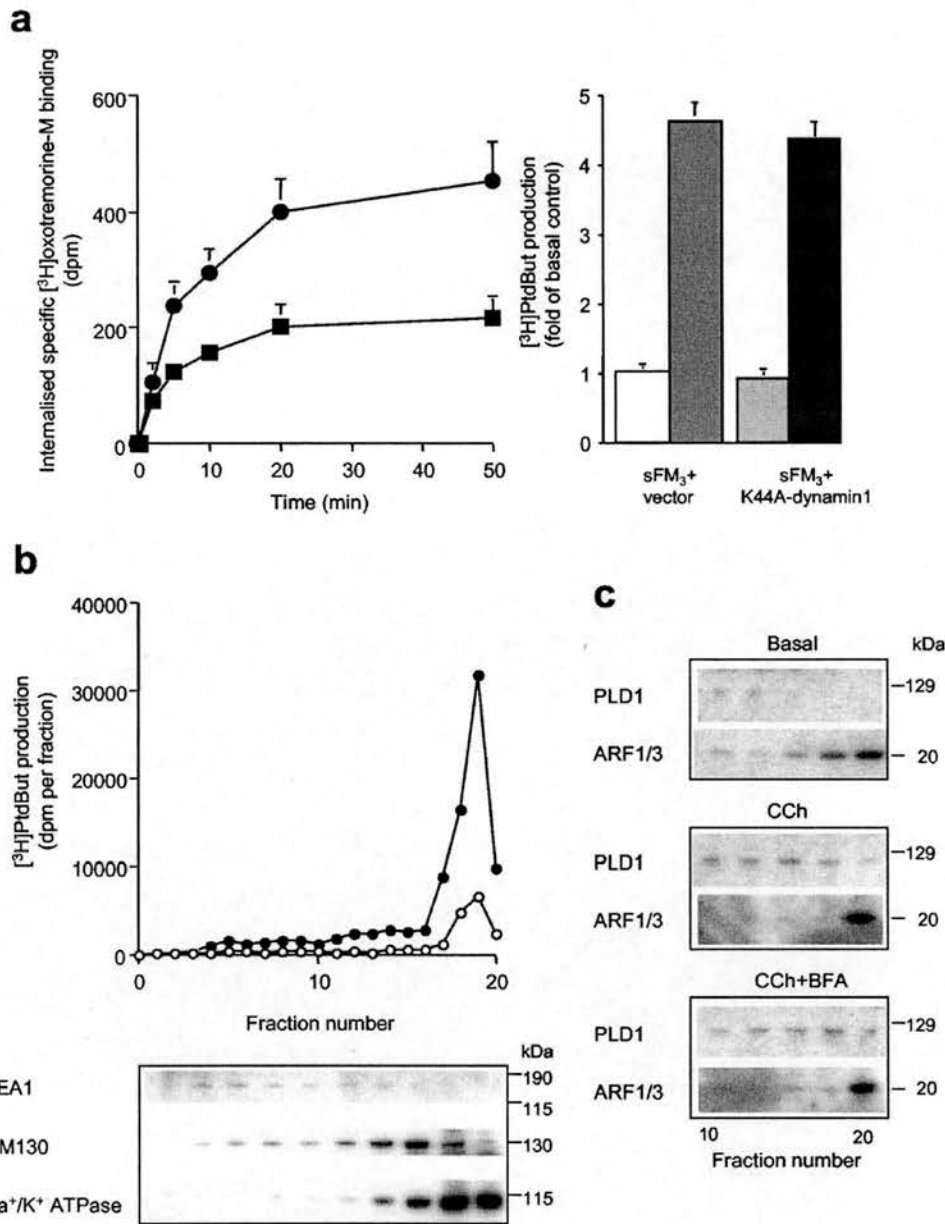 a
600
400
200
0
Internalised specific [³H]oxotremorine-M binding
(dpm)
0 10 20 30 40 50
Time (min)
5
4
3
2
1
0
[³H]PtdBut production
(fold of basal control)
sFM₃+
vector
sFM₃+
K44A-dynamin1
b
40000
30000
20000
10000
0
[³H]PtdBut production
(dpm per fraction)
0 10 20
Fraction number
kDa
EA1
190
115
M130
130
a⁺/K⁺ ATPase
115
c
Basal
kDa
PLD1
129
ARF1/3
20
CCh
PLD1
129
ARF1/3
20
CCh+BFA
PLD1
129
ARF1/3
20
10 20
Fraction number